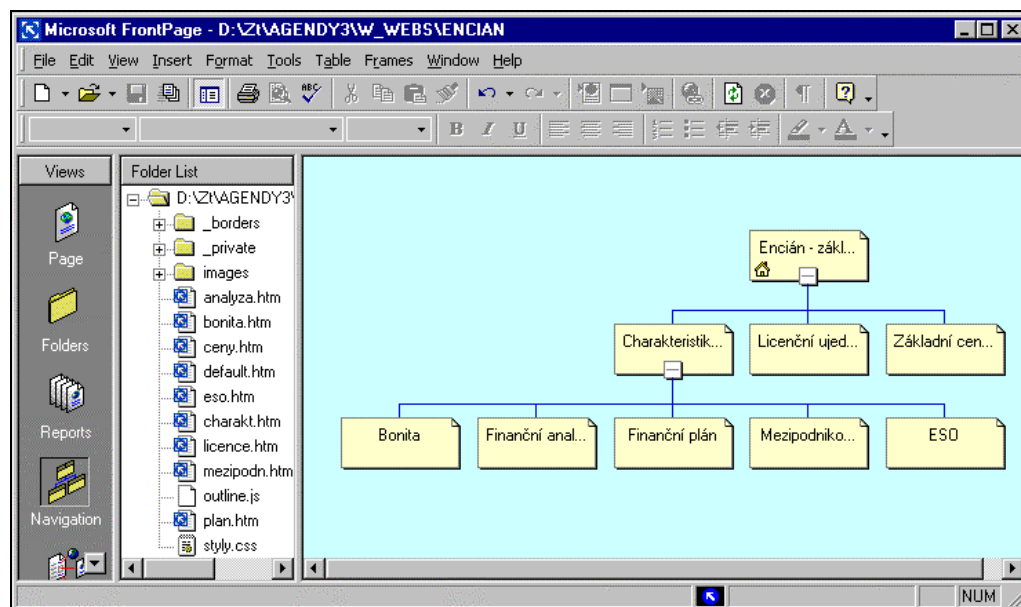 Microsoft FrontPage - D:\Zt\AGENDY3\W_WEBS\ENCIAN
File Edit View Insert Format Tools Table Frames Window Help
ABC
B I U A
Views
Page
Folders
Reports
Navigation
Folder List
D:\Zt\AGENDY3\
_borders
_private
images
analyza.htm
bonita.htm
ceny.htm
default.htm
eso.htm
charakt.htm
licence.htm
mezipodn.htm
outline.js
plan.htm
styly.css
Encián - zákl...
Charakteristik...
Licenční ujed...
Základní cen...
Bonita
Finanční anal...
Finanční plán
Mezipodniko...
ESO
NUM